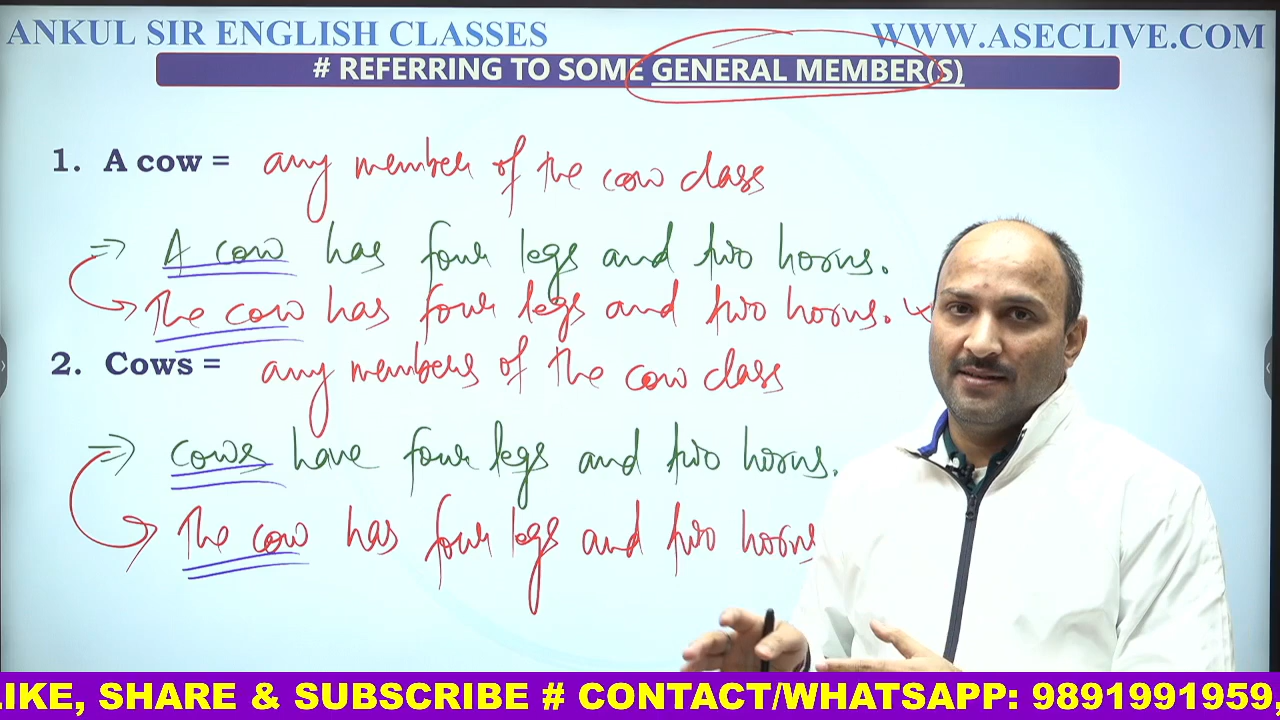 ANKUL SIR ENGLISH CLASSES
WWW.ASECLIVE.COM
# REFERRING TO SOME GENERAL MEMBER(S)
1. A cow = any member of the cow class
⇒ A cow has four legs and two horns.
The cow has four legs and two horns.
2. Cows = any members of the cow class
⇒ cows have four legs and two horns.
The cow has four legs and two horns
LIKE, SHARE & SUBSCRIBE # CONTACT/WHATSAPP: 9891991959,